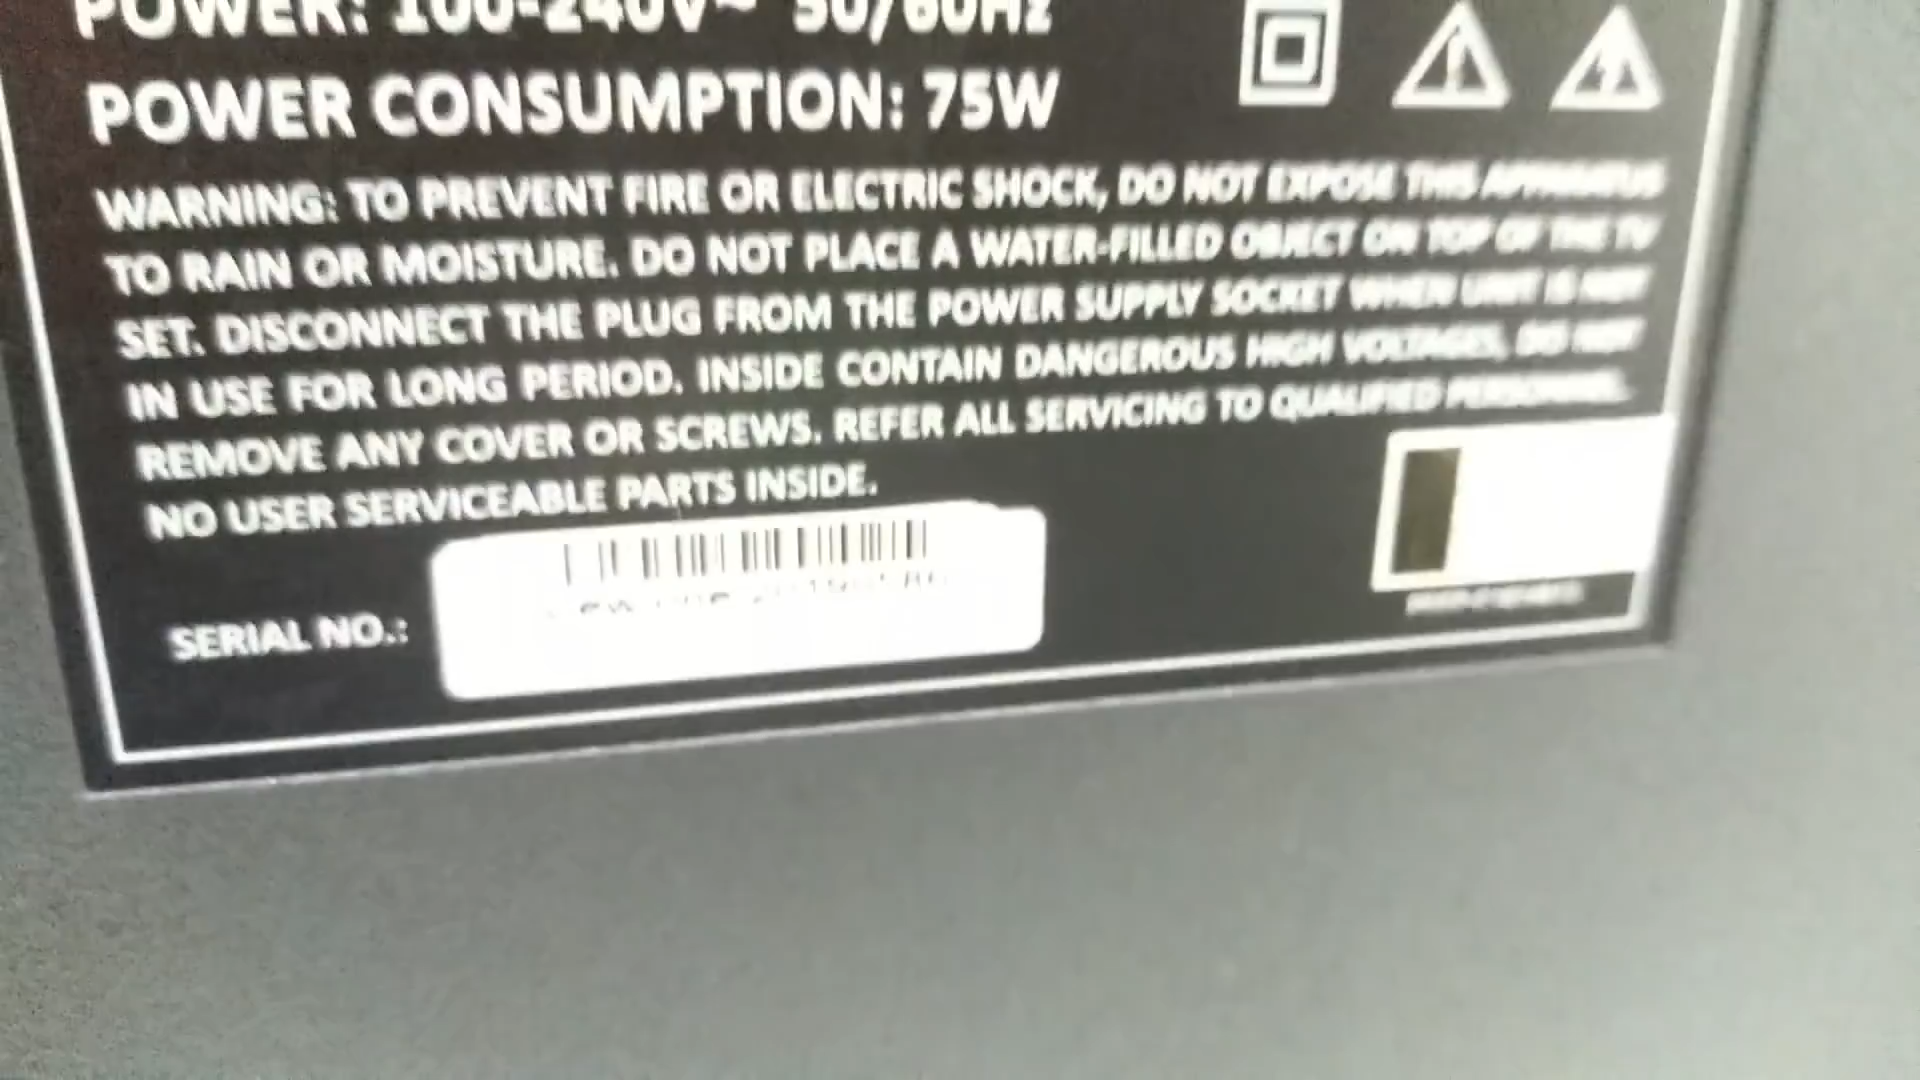 POWER: 100-240V~ 50/60Hz
POWER CONSUMPTION: 75W
WARNING: TO PREVENT FIRE OR ELECTRIC SHOCK, DO NOT EXPOSE THIS APPARATUS
TO RAIN OR MOISTURE. DO NOT PLACE A WATER-FILLED OBJECT ON TOP OF THE TV
SET. DISCONNECT THE PLUG FROM THE POWER SUPPLY SOCKET WHEN UNIT IS NOT
IN USE FOR LONG PERIOD. INSIDE CONTAIN DANGEROUS HIGH VOLTAGES, DO NOT
REMOVE ANY COVER OR SCREWS. REFER ALL SERVICING TO QUALIFIED PERSONNEL.
NO USER SERVICEABLE PARTS INSIDE.
SERIAL NO.: